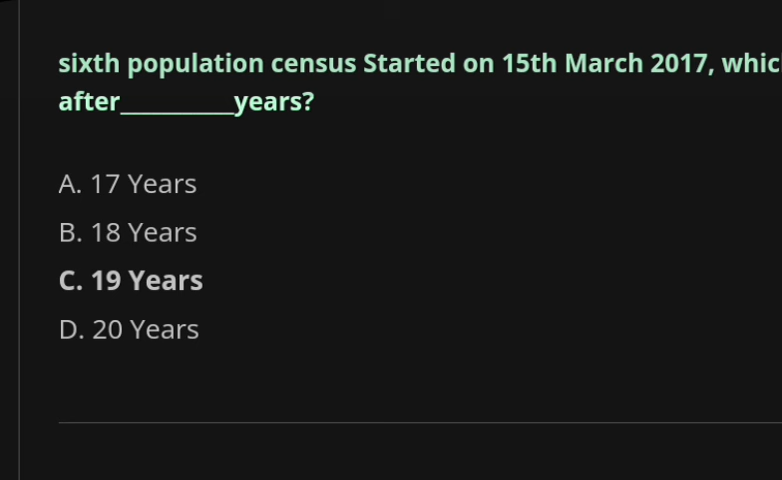 sixth population census Started on 15th March 2017, whic
after__________years?
A. 17 Years
B. 18 Years
C. 19 Years
D. 20 Years